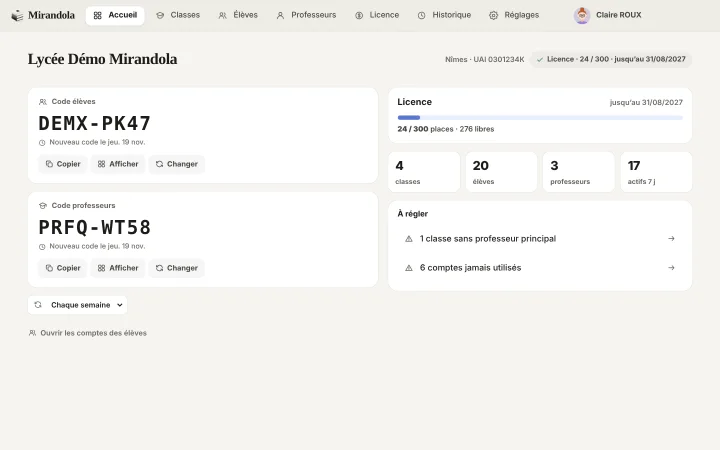 Mirandola
Accueil
Classes
Élèves
Professeurs
Licence
Historique
Réglages
Claire ROUX
Lycée Démo Mirandola
Nîmes · UAI 0301234K
Licence · 24 / 300 · jusqu'au 31/08/2027
Code élèves
DEMX-PK47
Nouveau code le jeu. 19 nov.
Copier
Afficher
Changer
Code professeurs
PRFQ-WT58
Nouveau code le jeu. 19 nov.
Copier
Afficher
Changer
Chaque semaine
Ouvrir les comptes des élèves
Licence
jusqu'au 31/08/2027
24 / 300 places · 276 libres
4
classes
20
élèves
3
professeurs
17
actifs 7 j
À régler
1 classe sans professeur principal
6 comptes jamais utilisés